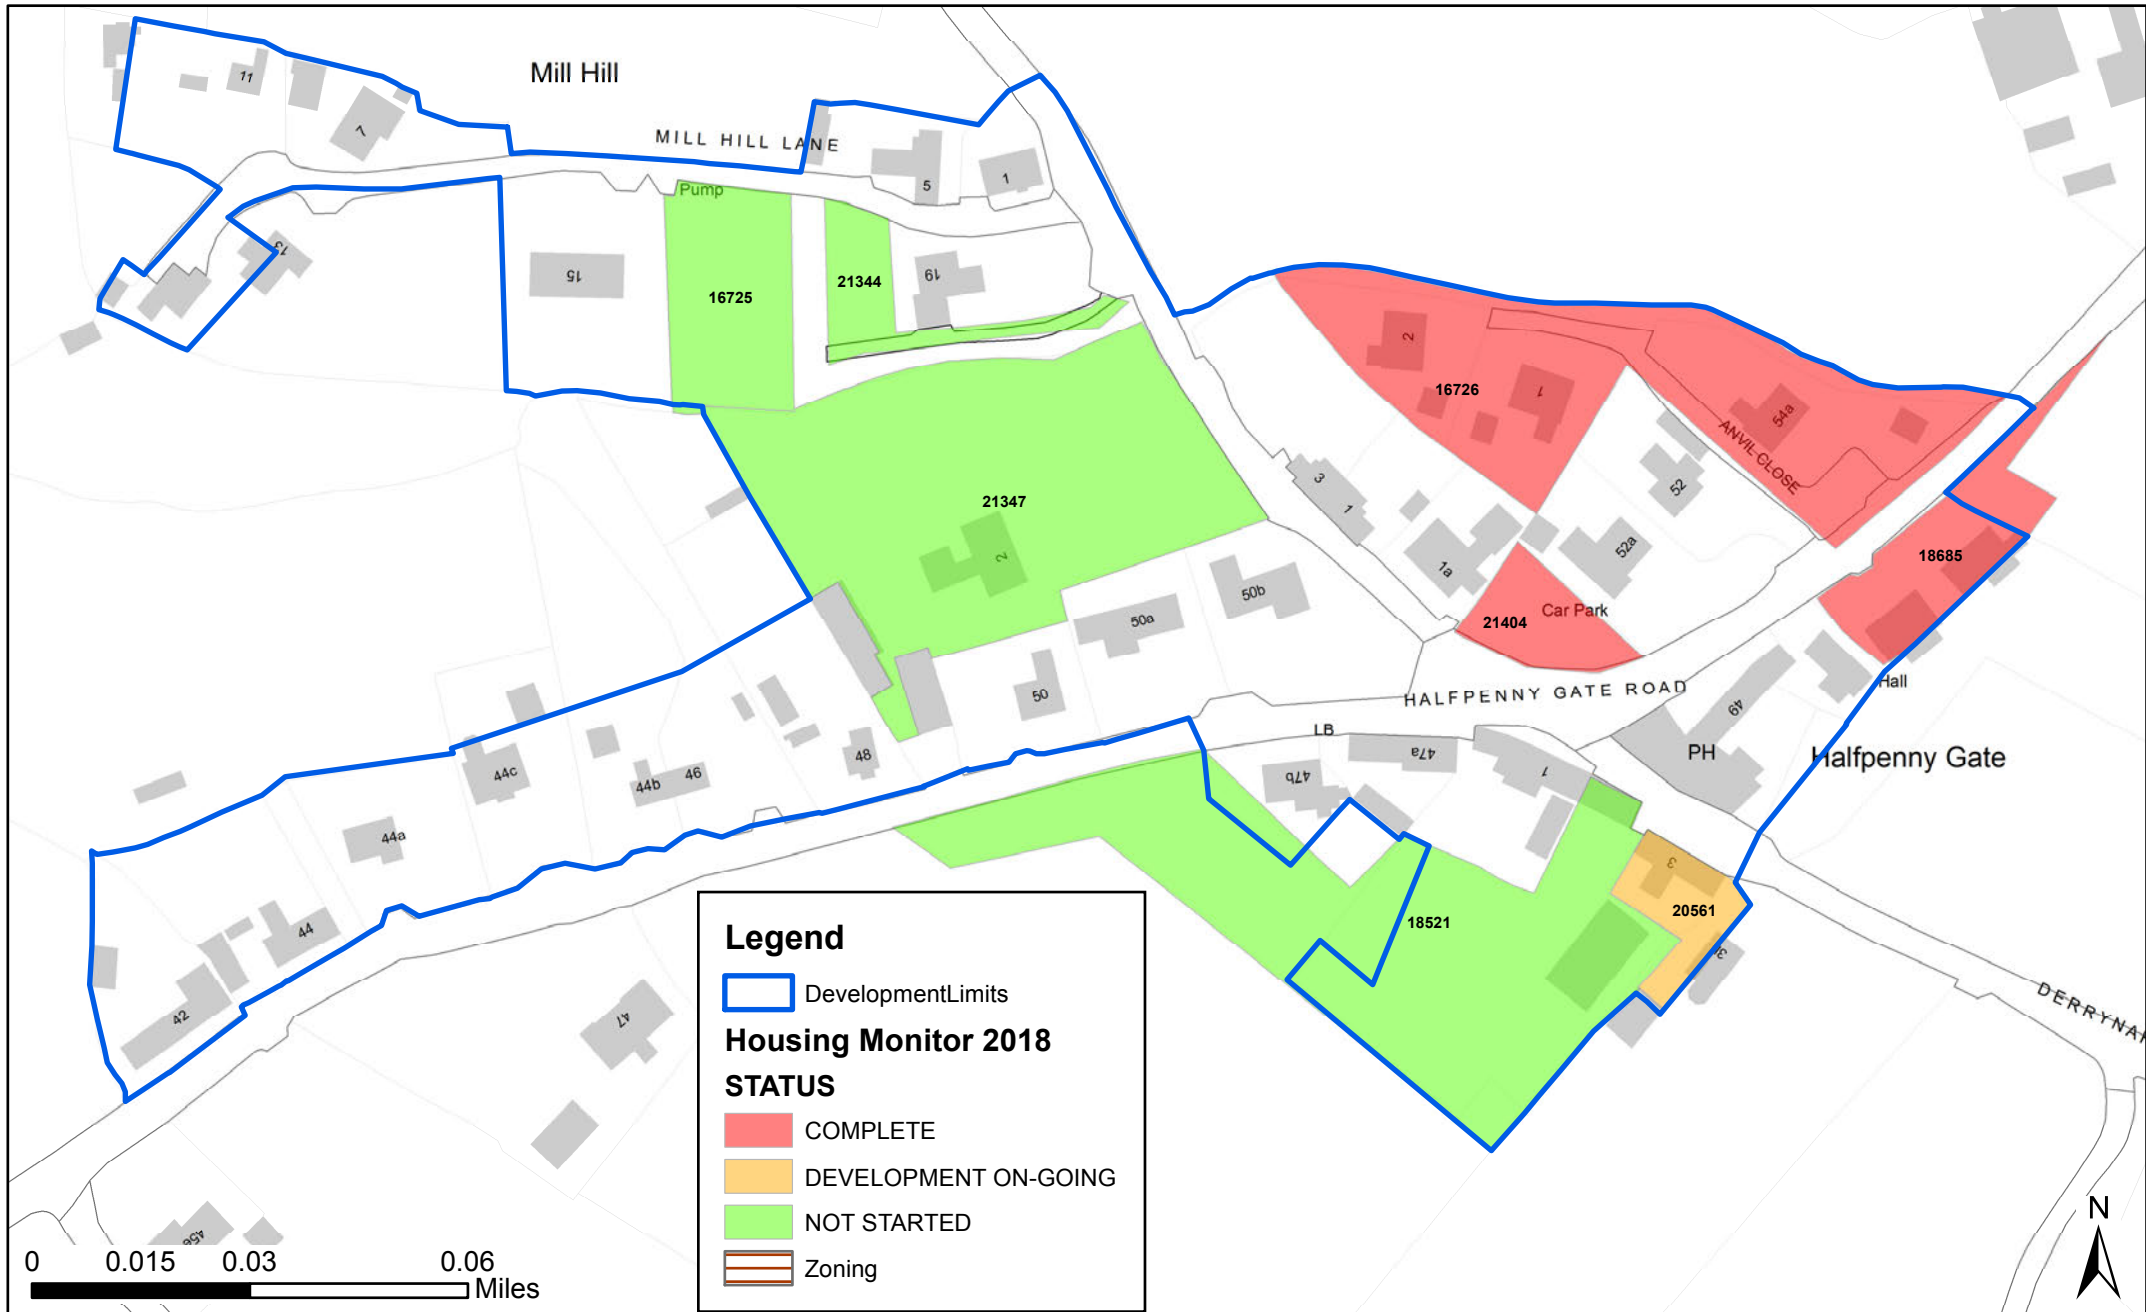 Mill Hill
11
7
MILL HILL LANE
5
1
Pump
13
15
16725
21344
19
2
16726
1
54a
ANVIL CLOSE
52
3
1
21347
2
1a
52a
18685
Car Park
21404
50b
50a
50
HALFPENNY GATE ROAD
Hall
49
LB
PH
Halfpenny Gate
47a
47b
1
48
46
44b
44c
44a
3
20561
18521
44
42
47
DERRYNA
Legend
DevelopmentLimits
Housing Monitor 2018
STATUS
COMPLETE
DEVELOPMENT ON-GOING
NOT STARTED
Zoning
0 0.015 0.03 0.06
Miles
N